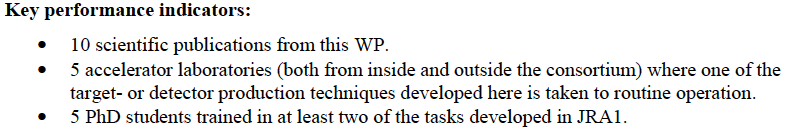 Key performance indicators:
• 10 scientific publications from this WP.
• 5 accelerator laboratories (both from inside and outside the consortium) where one of the
target- or detector production techniques developed here is taken to routine operation.
• 5 PhD students trained in at least two of the tasks developed in JRA1.